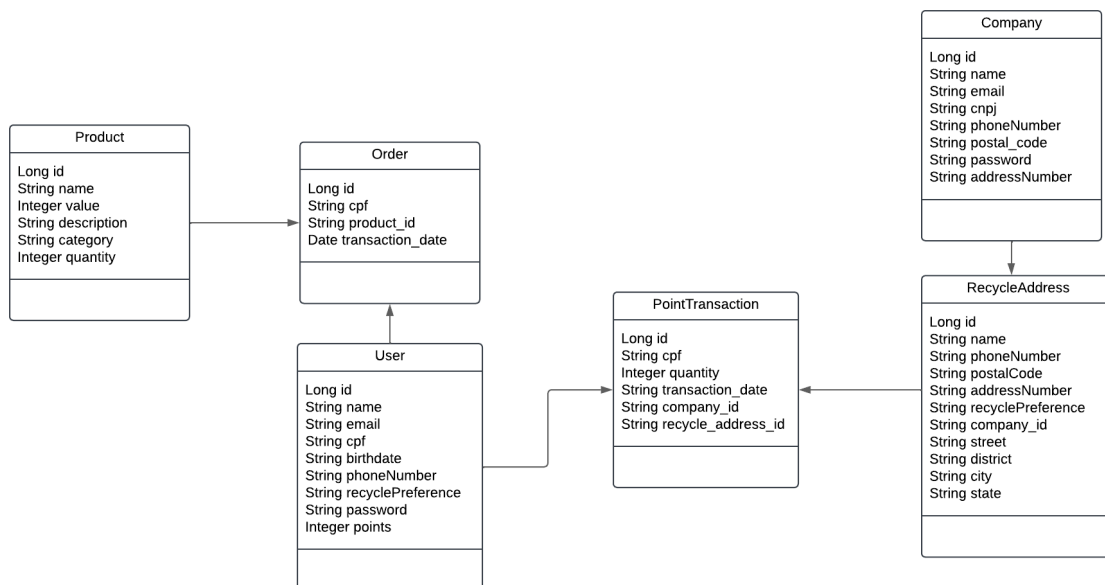 Company
Long id
String name
String email
String cnpj
String phoneNumber
String postal_code
String password
String addressNumber
Product
Long id
String name
Integer value
String description
String category
Integer quantity
Order
Long id
String cpf
String product_id
Date transaction_date
User
Long id
String name
String email
String cpf
String birthdate
String phoneNumber
String recyclePreference
String password
Integer points
PointTransaction
Long id
String cpf
Integer quantity
String transaction_date
String company_id
String recycle_address_id
RecycleAddress
Long id
String name
String phoneNumber
String postalCode
String addressNumber
String recyclePreference
String company_id
String street
String district
String city
String state